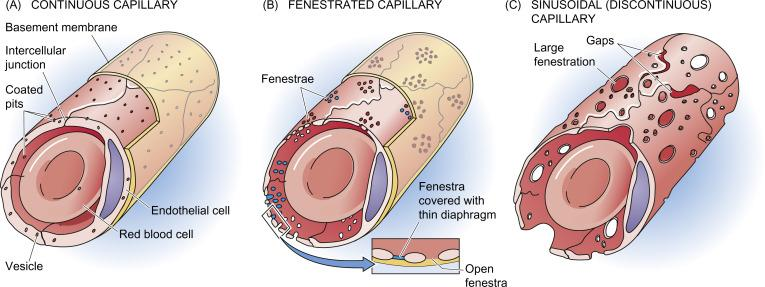 (A) CONTINUOUS CAPILLARY
Basement membrane
Intercellular
junction
Coated
pits
Endothelial cell
Red blood cell
Vesicle
(B) FENESTRATED CAPILLARY
Fenestrae
Fenestra
covered with
thin diaphragm
Open
fenestra
(C) SINUSOIDAL (DISCONTINUOUS)
CAPILLARY
Gaps
Large
fenestration